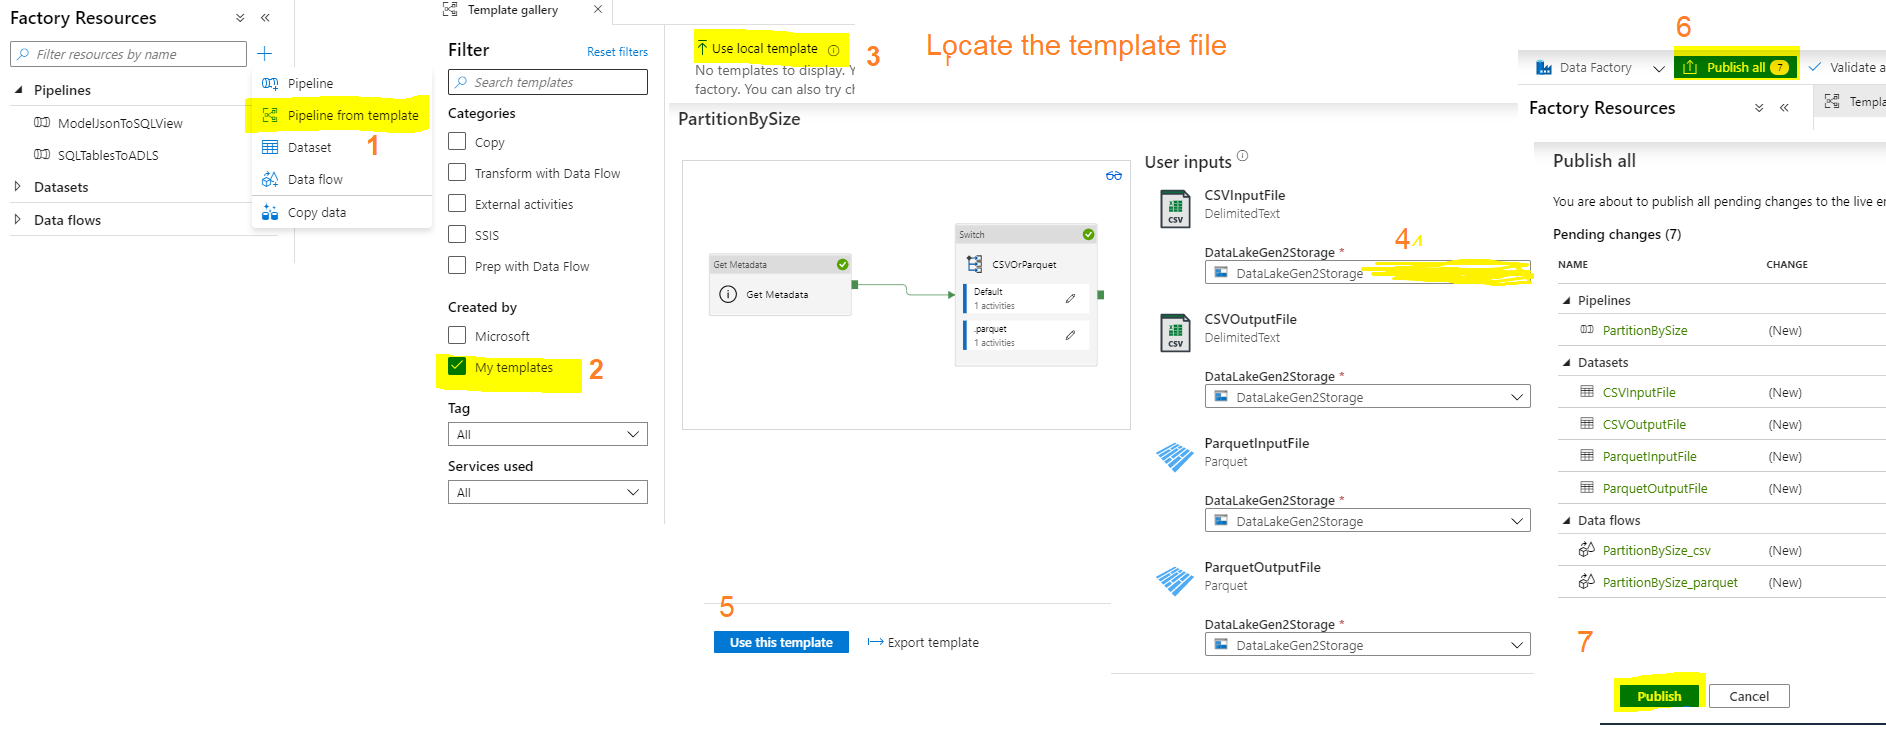 Factory Resources
Filter resources by name
Pipelines
ModelJsonToSQLView
SQLTablesToADLS
Datasets
Data flows
Pipeline
Pipeline from template
1
Dataset
Data flow
Copy data
Template gallery
Filter
Reset filters
Search templates
Categories
Copy
Transform with Data Flow
External activities
SSIS
Prep with Data Flow
Created by
Microsoft
My templates
2
Tag
All
Services used
All
Use local template
3
Locate the template file
No templates to display.
factory. You can also try
PartitionBySize
Get Metadata
Get Metadata
Switch
CSVOrParquet
Default
1 activities
.parquet
1 activities
5
Use this template
Export template
User inputs
CSVInputFile
DelimitedText
DataLakeGen2Storage *
4
DataLakeGen2Storage
CSVOutputFile
DelimitedText
DataLakeGen2Storage *
DataLakeGen2Storage
ParquetInputFile
Parquet
DataLakeGen2Storage *
DataLakeGen2Storage
ParquetOutputFile
Parquet
DataLakeGen2Storage *
DataLakeGen2Storage
6
Data Factory
Publish all 7
Validate
Factory Resources
Publish all
You are about to publish all pending changes to the live
Pending changes (7)
NAME CHANGE
Pipelines
PartitionBySize (New)
Datasets
CSVInputFile (New)
CSVOutputFile (New)
ParquetInputFile (New)
ParquetOutputFile (New)
Data flows
PartitionBySize_csv (New)
PartitionBySize_parquet (New)
7
Publish
Cancel